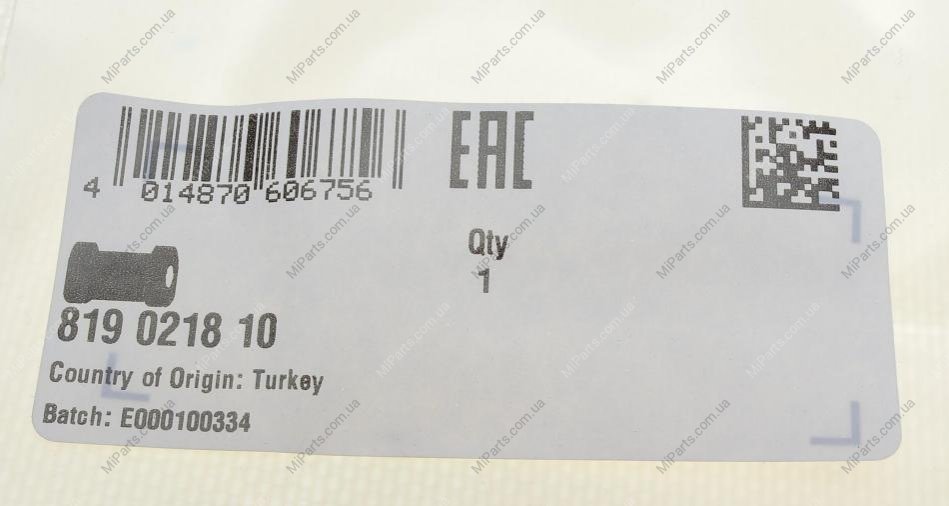 4 014870 606756
EAC
Qty
1
819 0218 10
Country of Origin: Turkey
Batch: E000100334
MiParts.com.ua